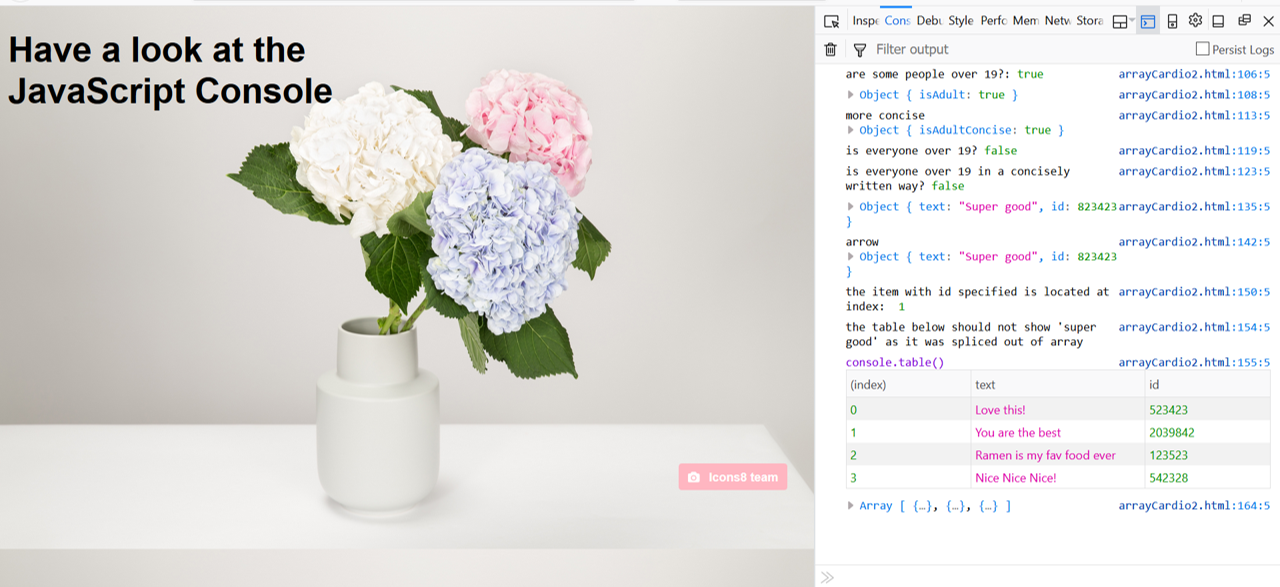 Have a look at the
JavaScript Console
Icons8 team
Inspe Cons Debu Style Perfo Mem Netw Stora
Filter output
Persist Logs
are some people over 19?: true arrayCardio2.html:106:5
Object { isAdult: true } arrayCardio2.html:108:5
more concise arrayCardio2.html:113:5
Object { isAdultConcise: true }
is everyone over 19? false arrayCardio2.html:119:5
is everyone over 19 in a concisely arrayCardio2.html:123:5
written way? false
Object { text: "Super good", id: 823423 arrayCardio2.html:135:5
}
arrow arrayCardio2.html:142:5
Object { text: "Super good", id: 823423
}
the item with id specified is located at arrayCardio2.html:150:5
index: 1
the table below should not show 'super arrayCardio2.html:154:5
good' as it was spliced out of array
console.table() arrayCardio2.html:155:5
(index) text id
0 Love this! 523423
1 You are the best 2039842
2 Ramen is my fav food ever 123523
3 Nice Nice Nice! 542328
Array [ {…}, {…}, {…} ] arrayCardio2.html:164:5